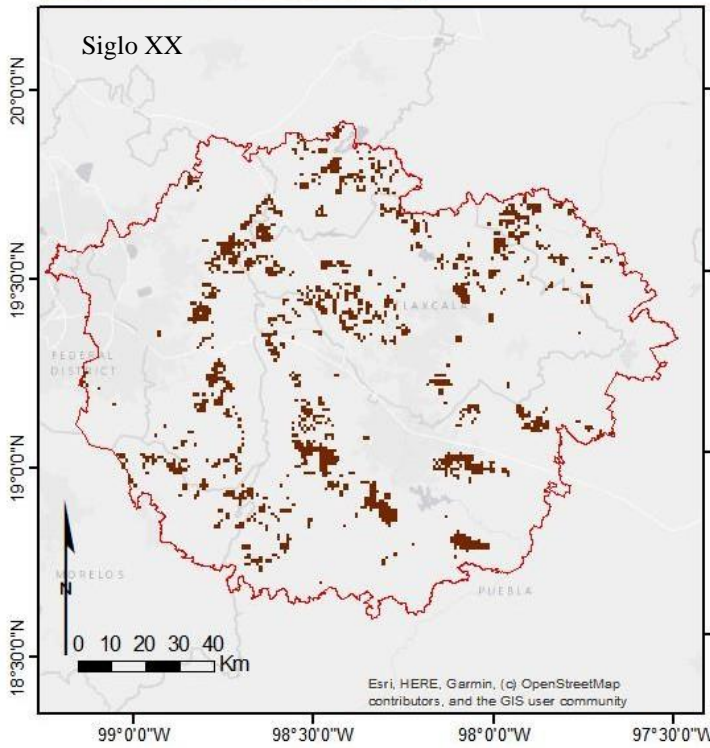 Siglo XX
20°0'0"N
19°30'0"N
19°0'0"N
18°30'0"N
TLAXCALA
FEDERAL
DISTRICT
MORELOS
PUEBLA
N
0 10 20 30 40
Km
Esri, HERE, Garmin, (c) OpenStreetMap
contributors, and the GIS user community
99°0'0"W 98°30'0"W 98°0'0"W 97°30'0"W